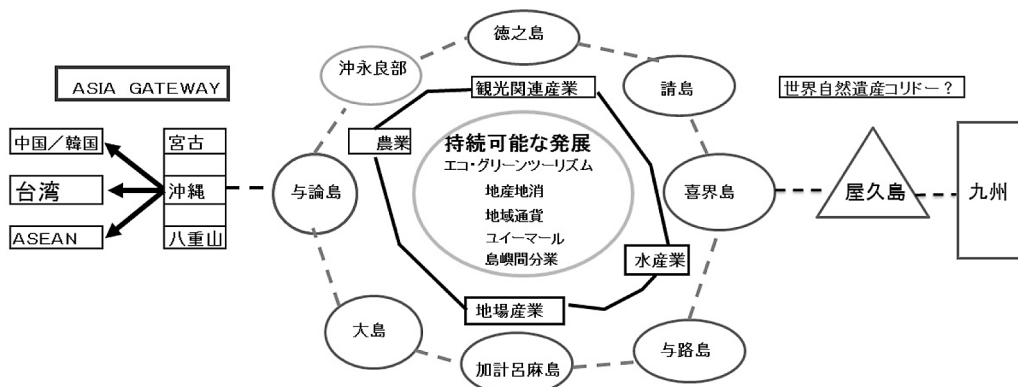 徳之島
沖永良部
請島
ASIA GATEWAY
観光関連産業
世界自然遺産コリドー？
中国／韓国
宮古
農業
持続可能な発展
エコ・グリーンツーリズム
台湾
沖縄
与論島
地産地消
喜界島
屋久島
九州
地域通貨
ASEAN
八重山
ユイーマール
島嶼間分業
水産業
地場産業
大島
与路島
加計呂麻島